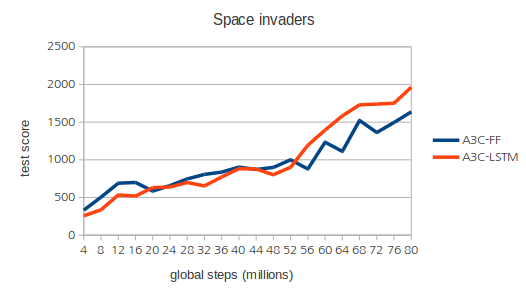 Space invaders
2500
2000
1500
1000
500
0
4 8 12 16 20 24 28 32 36 40 44 48 52 56 60 64 68 72 76 80
test score
global steps (millions)
A3C-FF
A3C-LSTM